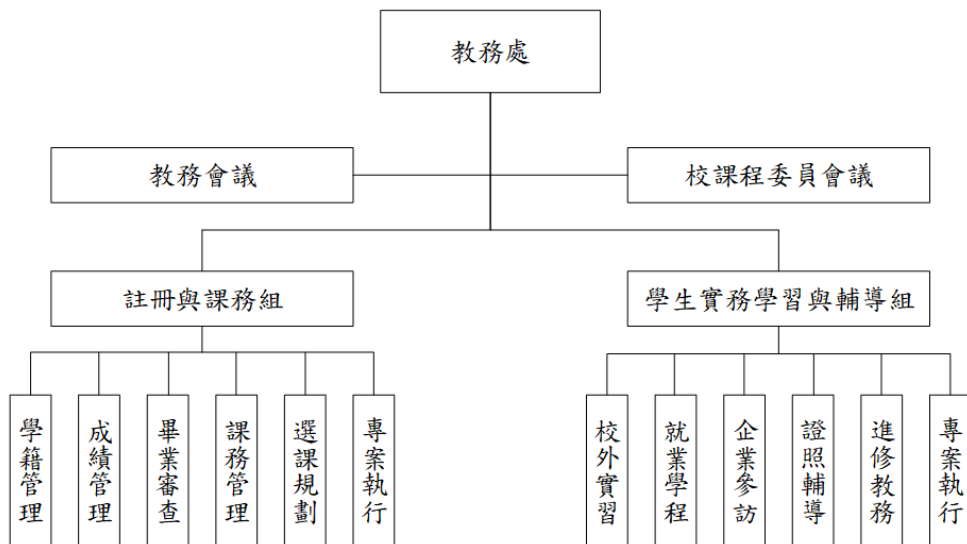 教務處
教務會議
校課程委員會議
註冊與課務組
學生實務學習與輔導組
學籍管理
成績管理
畢業審查
課務管理
選課規劃
專案執行
校外實習
就業學程
企業參訪
證照輔導
進修教務
專案執行